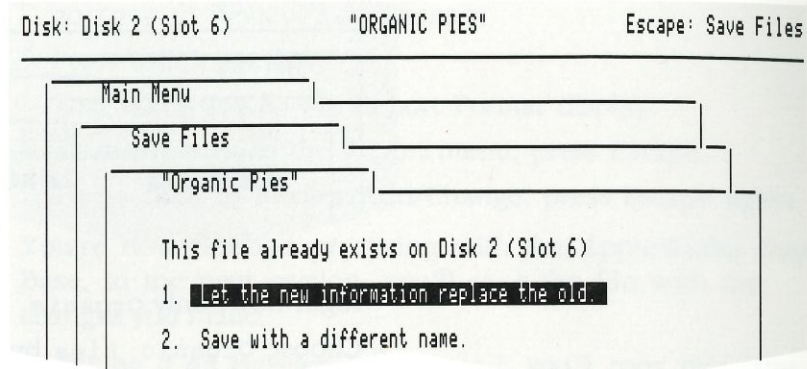 Disk: Disk 2 (Slot 6) "ORGANIC PIES" Escape: Save Files
Main Menu
Save Files
"Organic Pies"
This file already exists on Disk 2 (Slot 6)
1. Let the new information replace the old.
2. Save with a different name.